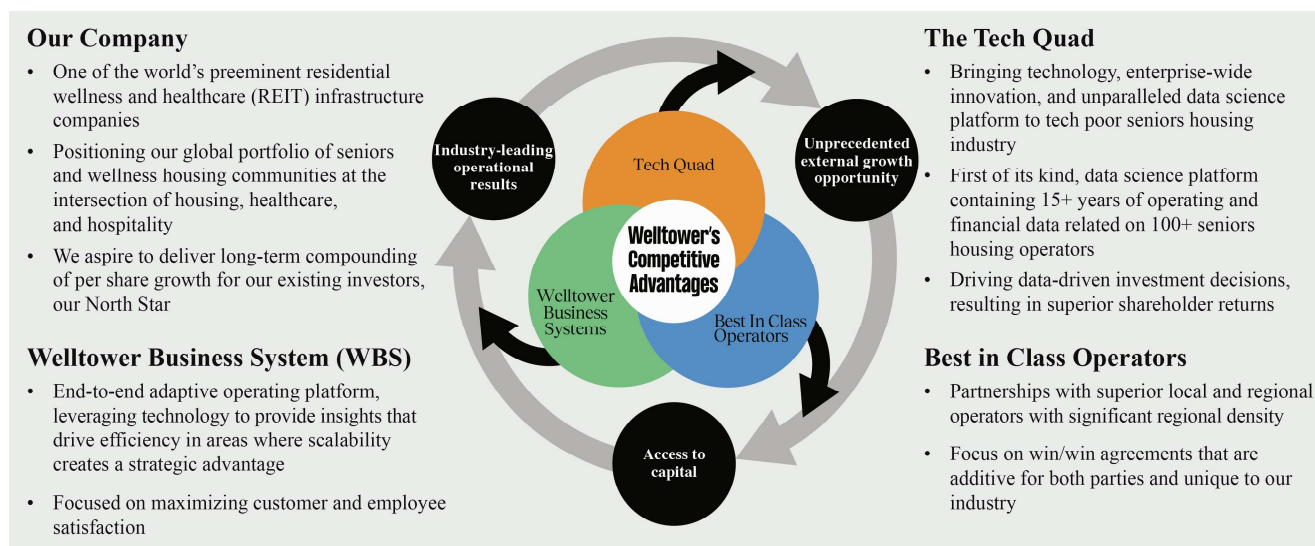 Our Company
• One of the world's preeminent residential
wellness and healthcare (REIT) infrastructure
companies
• Positioning our global portfolio of seniors
and wellness housing communities at the
intersection of housing, healthcare,
and hospitality
• We aspire to deliver long-term compounding
of per share growth for our existing investors,
our North Star
Welltower Business System (WBS)
• End-to-end adaptive operating platform,
leveraging technology to provide insights that
drive efficiency in areas where scalability
creates a strategic advantage
• Focused on maximizing customer and employee
satisfaction
Industry-leading
operational
results
Tech Quad
Unprecedented
external growth
opportunity
Welltower's
Competitive
Advantages
Welltower
Business
Systems
Best In Class
Operators
Access to
capital
The Tech Quad
• Bringing technology, enterprise-wide
innovation, and unparalleled data science
platform to tech poor seniors housing
industry
• First of its kind, data science platform
containing 15+ years of operating and
financial data related on 100+ seniors
housing operators
• Driving data-driven investment decisions,
resulting in superior shareholder returns
Best in Class Operators
• Partnerships with superior local and regional
operators with significant regional density
• Focus on win/win agreements that are
additive for both parties and unique to our
industry